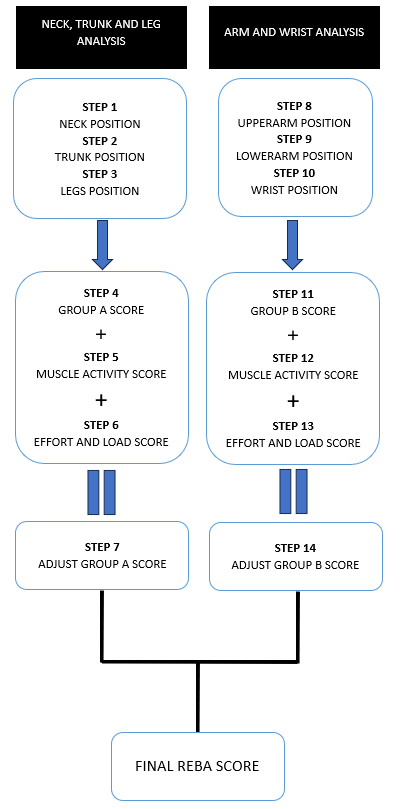 NECK, TRUNK AND LEG
ANALYSIS
STEP 1
NECK POSITION
STEP 2
TRUNK POSITION
STEP 3
LEGS POSITION
STEP 4
GROUP A SCORE
+
STEP 5
MUSCLE ACTIVITY SCORE
+
STEP 6
EFFORT AND LOAD SCORE
STEP 7
ADJUST GROUP A SCORE
ARM AND WRIST ANALYSIS
STEP 8
UPPERARM POSITION
STEP 9
LOWERARM POSITION
STEP 10
WRIST POSITION
STEP 11
GROUP B SCORE
+
STEP 12
MUSCLE ACTIVITY SCORE
+
STEP 13
EFFORT AND LOAD SCORE
STEP 14
ADJUST GROUP B SCORE
FINAL REBA SCORE